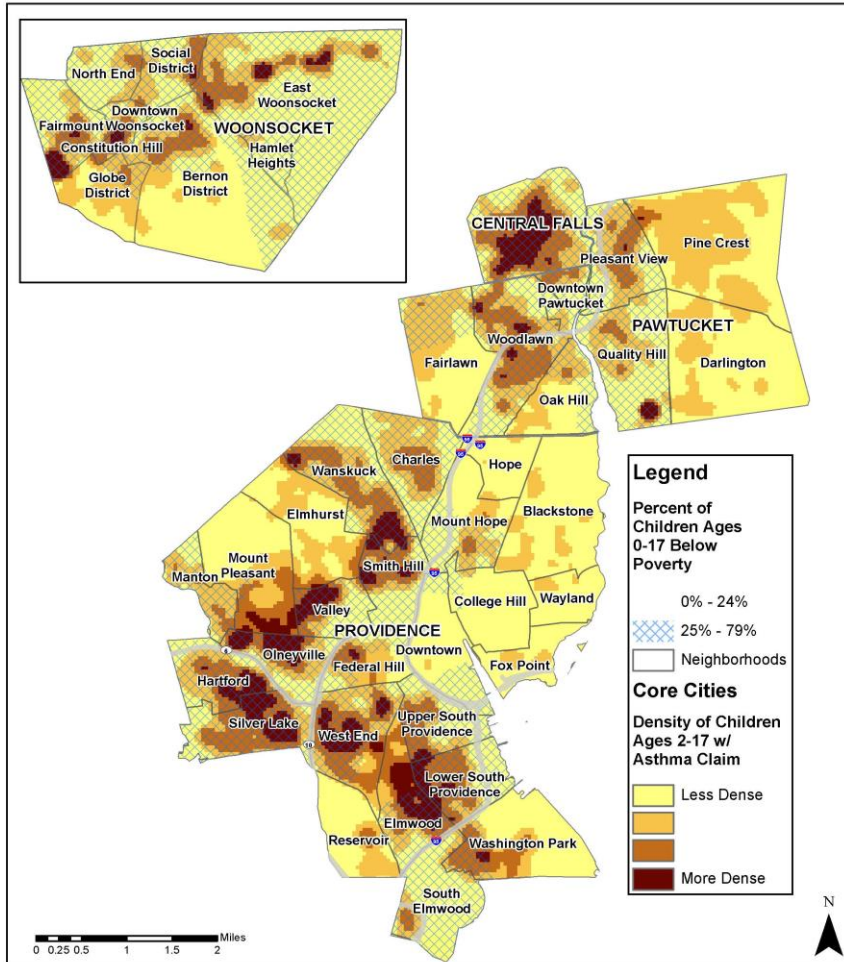 Social
District
North End
East
Woonsocket
Downtown
Fairmount Woonsocket
WOONSOCKET
Constitution Hill
Hamlet
Heights
Globe
District
Bernon
District
CENTRAL FALLS
Pine Crest
Pleasant View
Downtown
Pawtucket
PAWTUCKET
Woodlawn
Fairlawn
Quality Hill
Darlington
Oak Hill
Charles
Hope
Wanskuck
Blackstone
Elmhurst
Mount Hope
Mount
Pleasant
Smith Hill
Manton
Valley
College Hill
Wayland
PROVIDENCE
Olneyville
Downtown
Federal Hill
Fox Point
Hartford
Silver Lake
West End
Upper South
Providence
Lower South
Providence
Elmwood
Reservoir
Washington Park
South
Elmwood
Legend
Percent of
Children Ages
0-17 Below
Poverty
0% - 24%
25% - 79%
Neighborhoods
Core Cities
Density of Children
Ages 2-17 w/
Asthma Claim
Less Dense
More Dense
N
Miles
0 0.25 0.5 1 1.5 2